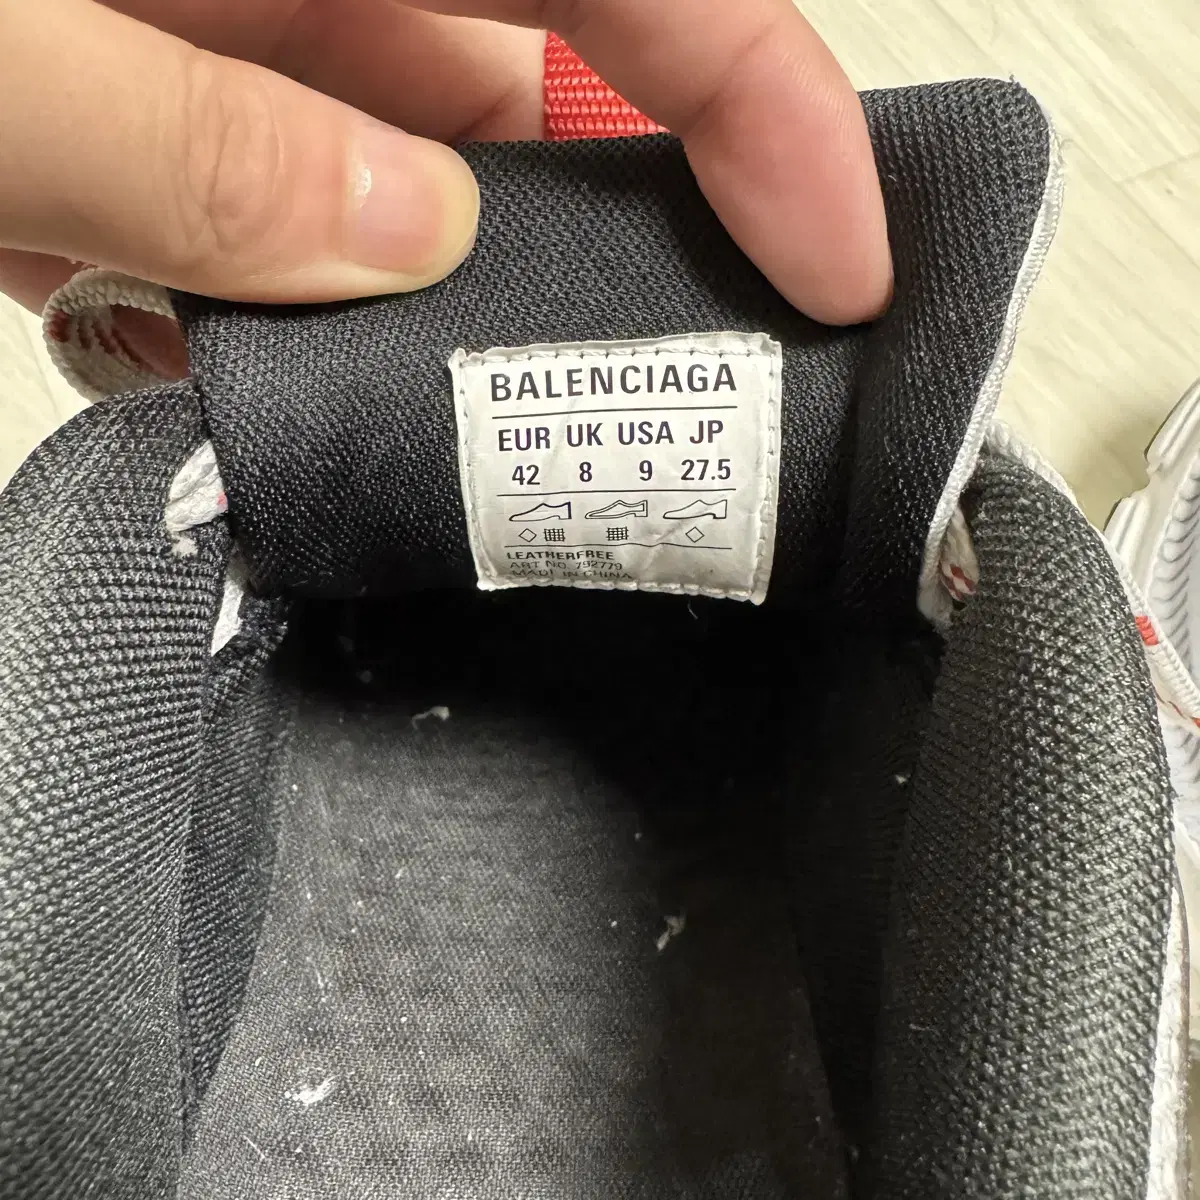 BALENCIAGA
EUR UK USA JP
42 8 9 27.5
LEATHERFREE
ART NO. 792779
MADE IN CHINA